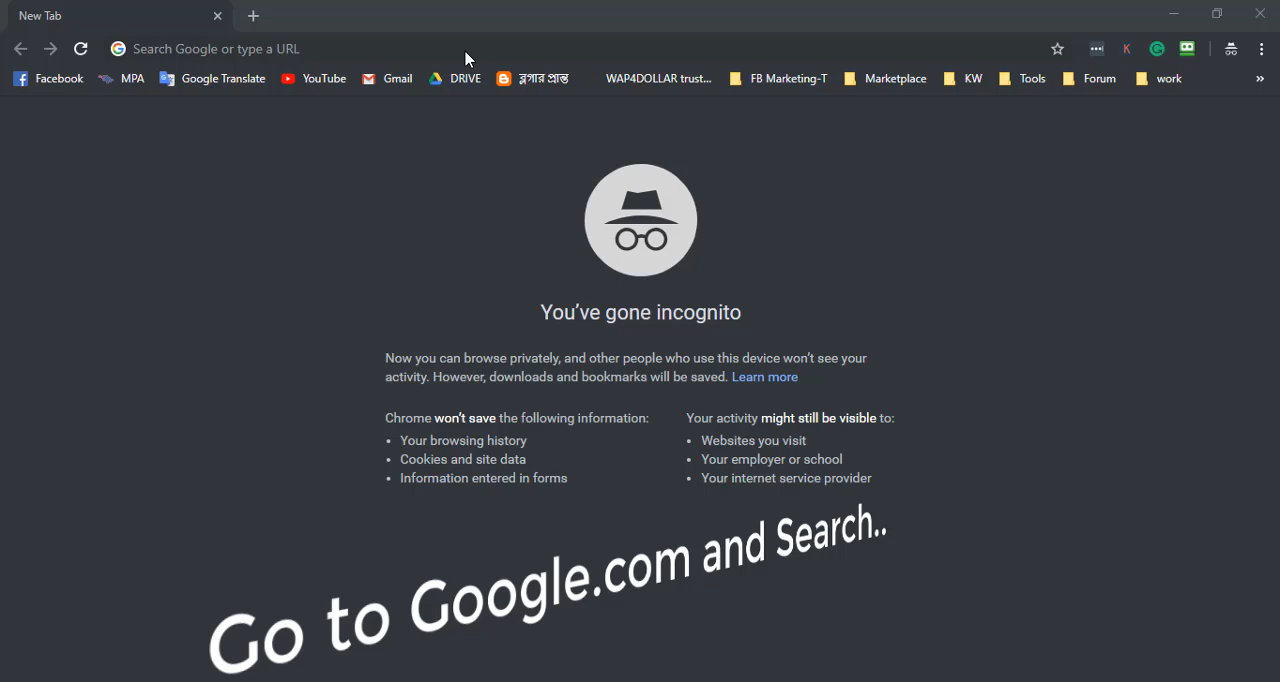 New Tab
Search Google or type a URL
Facebook MPA Google Translate YouTube Gmail DRIVE ব্লগার প্রান্ত WAP4DOLLAR trust... FB Marketing-T Marketplace KW Tools Forum work »
You've gone incognito
Now you can browse privately, and other people who use this device won't see your
activity. However, downloads and bookmarks will be saved. Learn more
Chrome won't save the following information:
• Your browsing history
• Cookies and site data
• Information entered in forms
Your activity might still be visible to:
• Websites you visit
• Your employer or school
• Your internet service provider
Go to Google.com and Search..